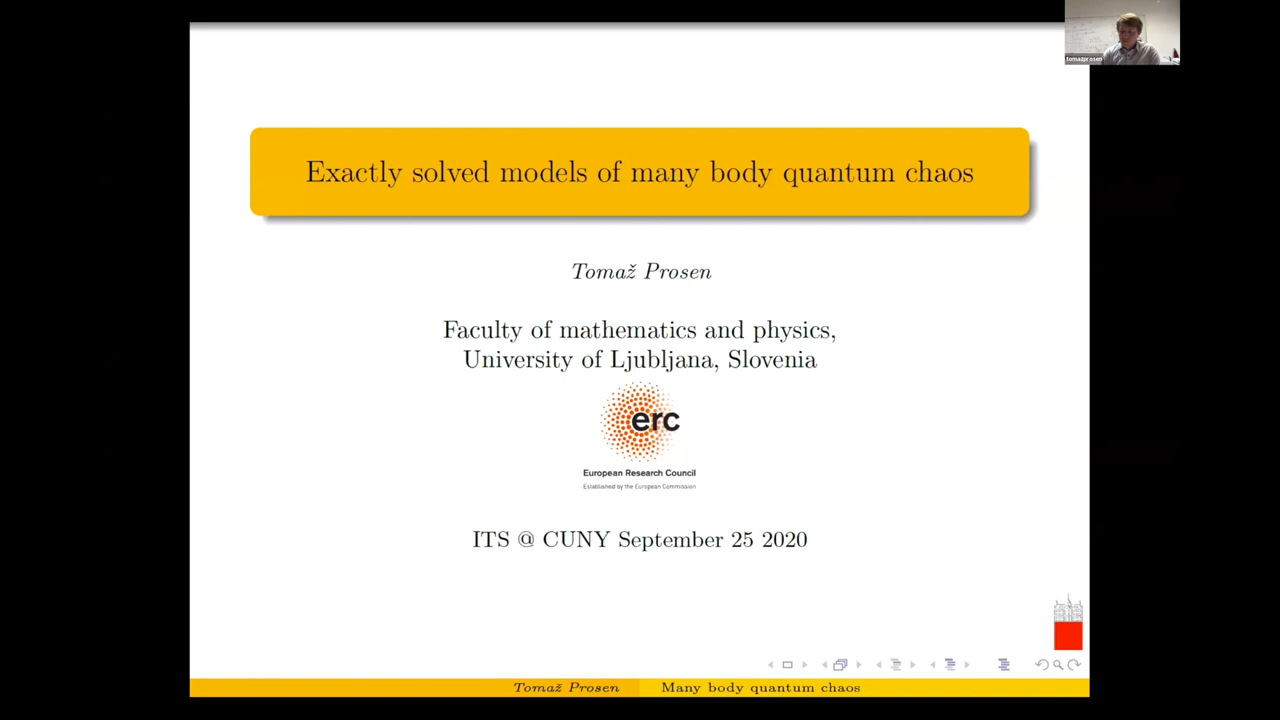 tomazprosen
Exactly solved models of many body quantum chaos
Tomaž Prosen
Faculty of mathematics and physics,
University of Ljubljana, Slovenia
erc
European Research Council
Established by the European Commission
ITS @ CUNY September 25 2020
Tomaž Prosen
Many body quantum chaos